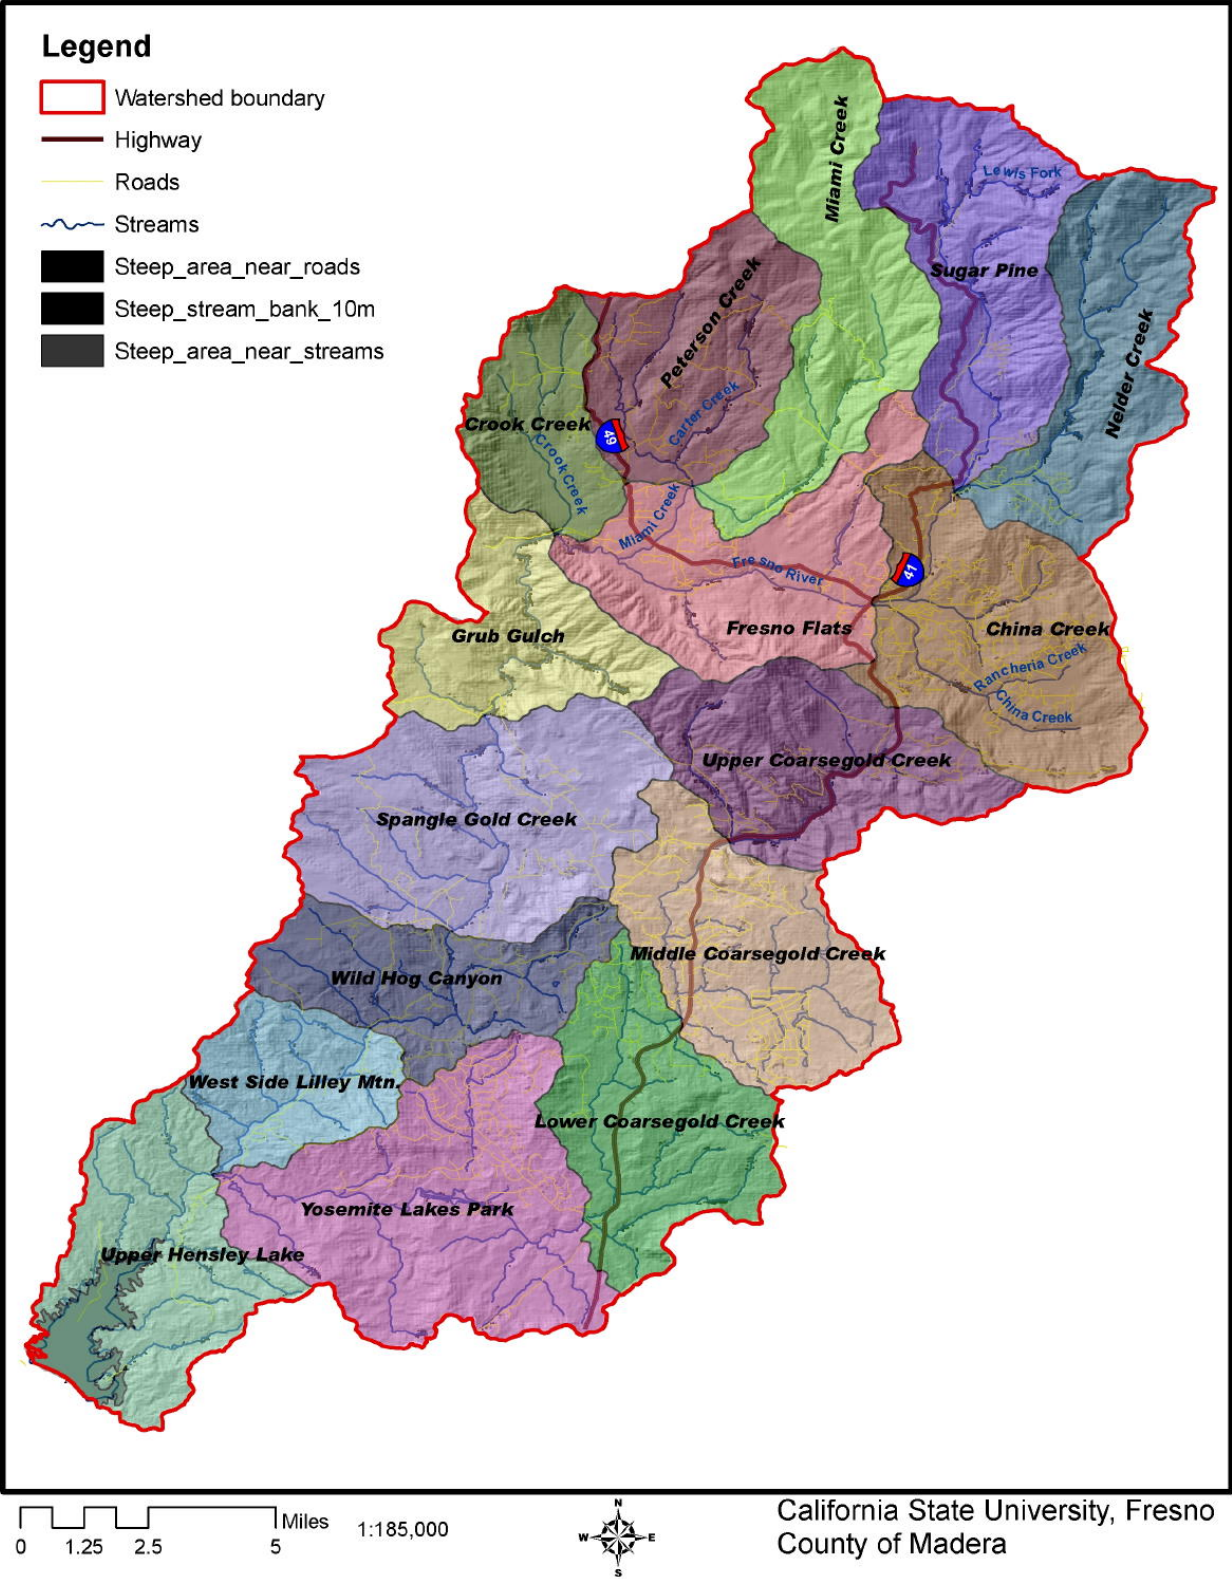 Legend
Watershed boundary
Highway
Roads
Streams
Steep_area_near_roads
Steep_stream_bank_10m
Steep_area_near_streams
Miami Creek
Lewis Fork
Sugar Pine
Nelder Creek
Peterson Creek
Carter Creek
Crook Creek
Crook Creek
49
Miami Creek
Fresno River
41
Fresno Flats
China Creek
Rancheria Creek
China Creek
Grub Gulch
Upper Coarsegold Creek
Spangle Gold Creek
Middle Coarsegold Creek
Wild Hog Canyon
West Side Lilley Mtn.
Lower Coarsegold Creek
Yosemite Lakes Park
Upper Hensley Lake
0 1.25 2.5 5 Miles
1:185,000
N
W E
S
California State University, Fresno
County of Madera